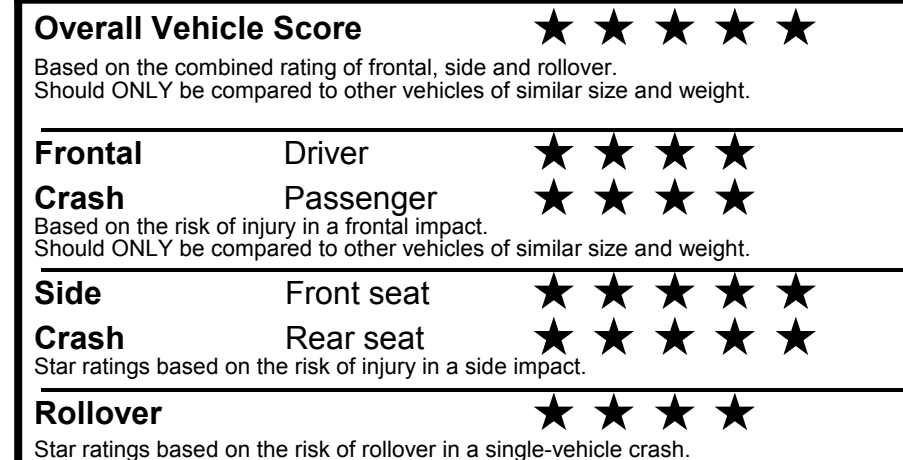 Overall Vehicle Score ★ ★ ★ ★ ★
Based on the combined rating of frontal, side and rollover.
Should ONLY be compared to other vehicles of similar size and weight.
Frontal Driver ★ ★ ★ ★
Crash Passenger ★ ★ ★ ★
Based on the risk of injury in a frontal impact.
Should ONLY be compared to other vehicles of similar size and weight.
Side Front seat ★ ★ ★ ★ ★
Crash Rear seat ★ ★ ★ ★ ★
Star ratings based on the risk of injury in a side impact.
Rollover ★ ★ ★ ★
Star ratings based on the risk of rollover in a single-vehicle crash.